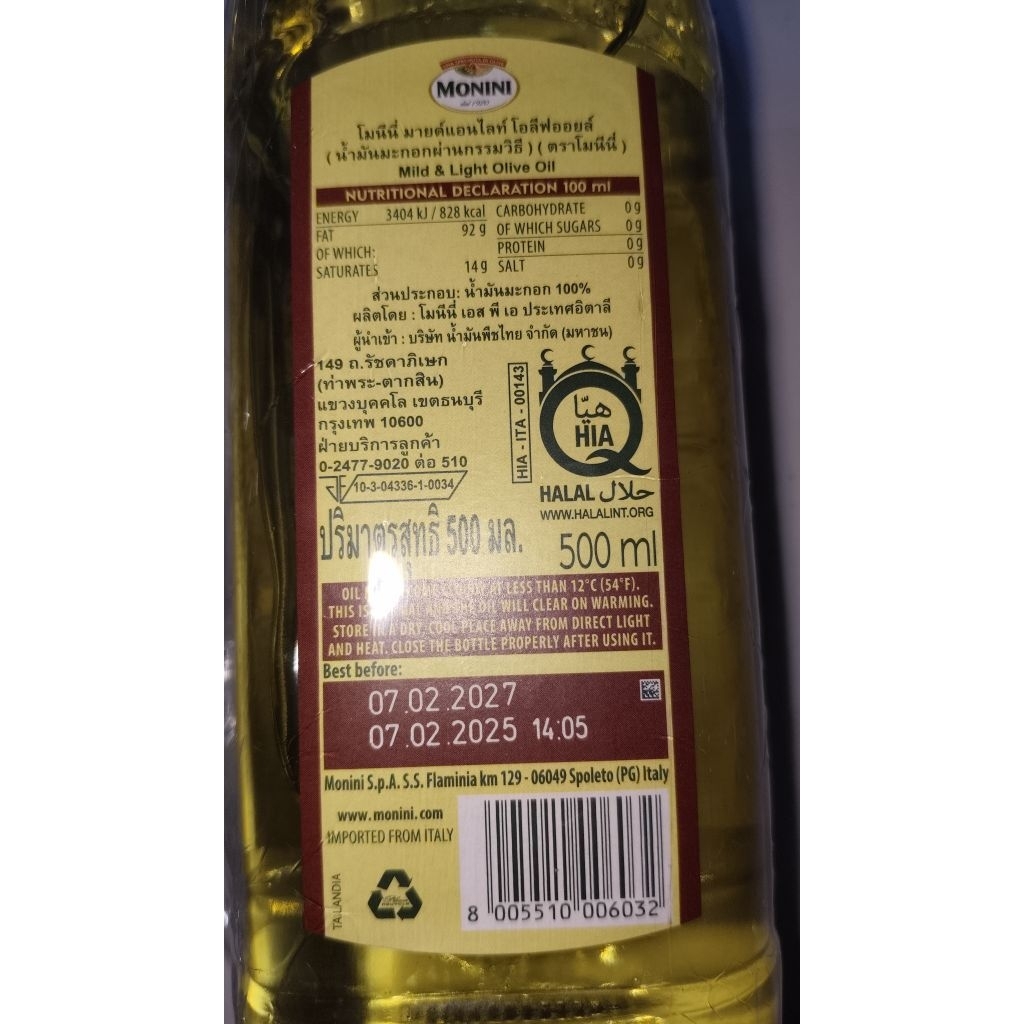 MONINI
dal 1920
โมนีนี่ มายด์แอนไลท์ โอลีฟออยล์
( น้ำมันมะกอกผ่านกรรมวิธี ) ( ตราโมนีนี่ )
Mild & Light Olive Oil
NUTRITIONAL DECLARATION 100 ml
ENERGY 3404 kJ / 828 kcal
FAT 92 g
OF WHICH:
SATURATES 14 g
CARBOHYDRATE 0 g
OF WHICH SUGARS 0 g
PROTEIN 0 g
SALT 0 g
ส่วนประกอบ: น้ำมันมะกอก 100%
ผลิตโดย : โมนีนี่ เอส พี เอ ประเทศอิตาลี
ผู้นำเข้า : บริษัท น้ำมันพืชไทย จำกัด (มหาชน)
149 ถ.รัชดาภิเษก
(ท่าพระ-ตากสิน)
แขวงบุคคโล เขตธนบุรี
กรุงเทพ 10600
ฝ่ายบริการลูกค้า
0-2477-9020 ต่อ 510
10-3-04336-1-0034
HIA - ITA - 00143
هيّا
HIA
HALAL حلال
WWW.HALALINT.ORG
ปริมาตรสุทธิ 500 มล.
500 ml
OIL AT LESS THAN 12°C (54°F).
THIS IS AND THE OIL WILL CLEAR ON WARMING.
STORE IN A DRY, COOL PLACE AWAY FROM DIRECT LIGHT
AND HEAT. CLOSE THE BOTTLE PROPERLY AFTER USING IT.
Best before:
07.02.2027
07.02.2025 14:05
Monini S.p.A. S.S. Flaminia km 129 - 06049 Spoleto (PG) Italy
www.monini.com
IMPORTED FROM ITALY
TAILANDIA
8 005510 006032